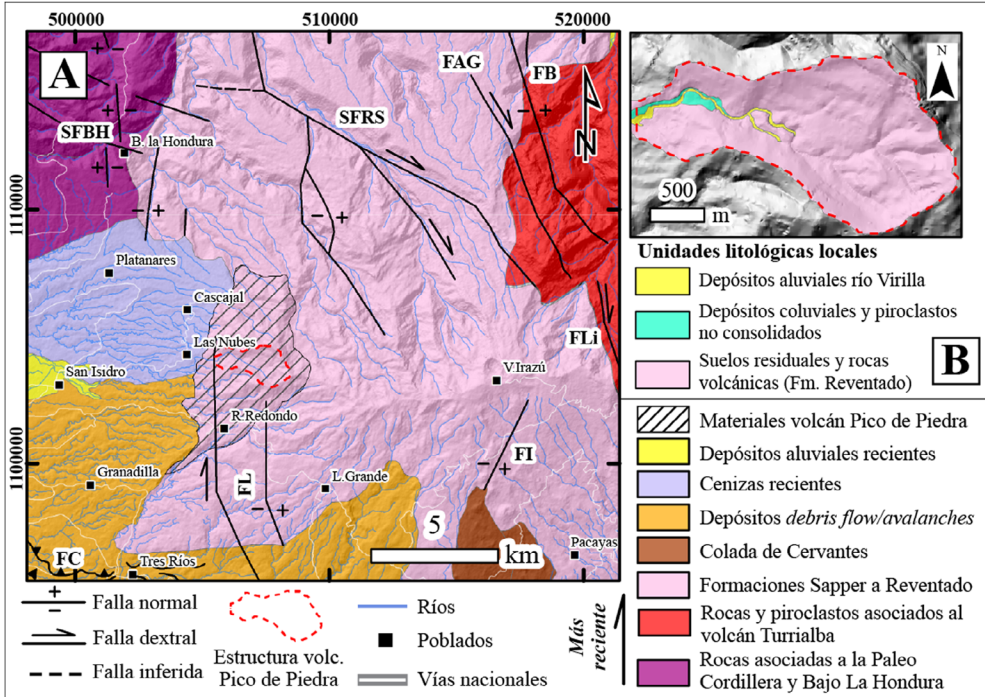 500000
510000
520000
A
FAG
FB
+ -
SFRS
N
SFBH
B. la Hondura
1110000
Platanares
Cascajal
Las Nubes
FLi
San Isidro
V.Irazú
R.Redondo
11000000
Granadilla
FL
L.Grande
FI
5
km
Pacayas
FC
Tres Ríos
N
500
m
B
Unidades litológicas locales
Depósitos aluviales río Virilla
Depósitos coluviales y piroclastos
no consolidados
Suelos residuales y rocas
volcánicas (Fm. Reventado)
Materiales volcán Pico de Piedra
Depósitos aluviales recientes
Cenizas recientes
Depósitos debris flow/avalanches
Colada de Cervantes
Formaciones Sapper a Reventado
Rocas y piroclastos asociados al
volcán Turrialba
Rocas asociadas a la Paleo
Cordillera y Bajo La Hondura
Más
reciente
+
-
Falla normal
Falla dextral
Falla inferida
Estructura volc.
Pico de Piedra
Ríos
Poblados
Vías nacionales